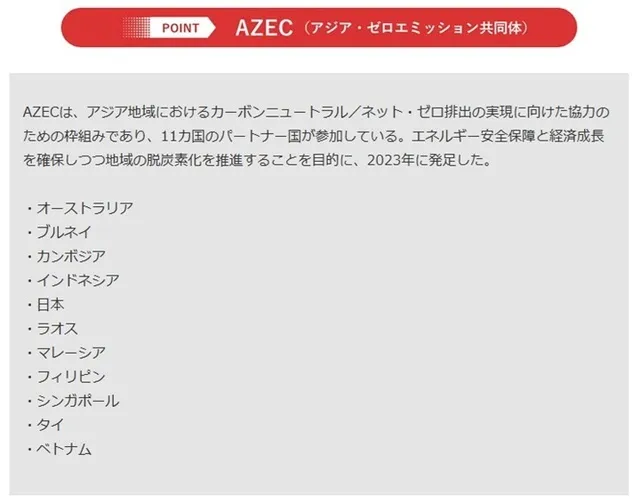 POINT AZEC（アジア・ゼロエミッション共同体）
AZECは、アジア地域におけるカーボンニュートラル／ネット・ゼロ排出の実現に向けた協力の
ための枠組みであり、11カ国のパートナー国が参加している。エネルギー安全保障と経済成長
を確保しつつ地域の脱炭素化を推進することを目的に、2023年に発足した。
・オーストラリア
・ブルネイ
・カンボジア
・インドネシア
・日本
・ラオス
・マレーシア
・フィリピン
・シンガポール
・タイ
・ベトナム